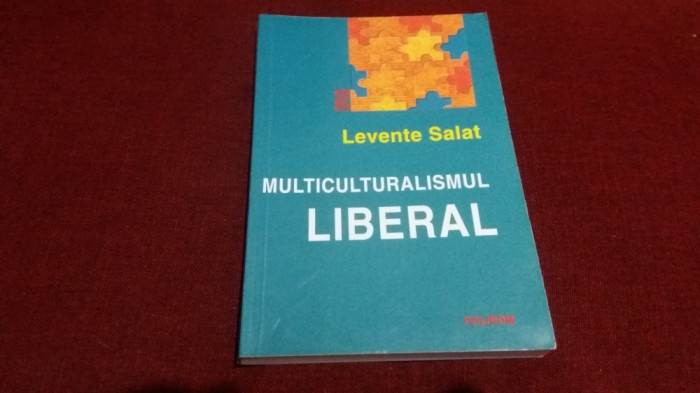 Levente Salat
MULTICULTURALISMUL
LIBERAL
POLIROM